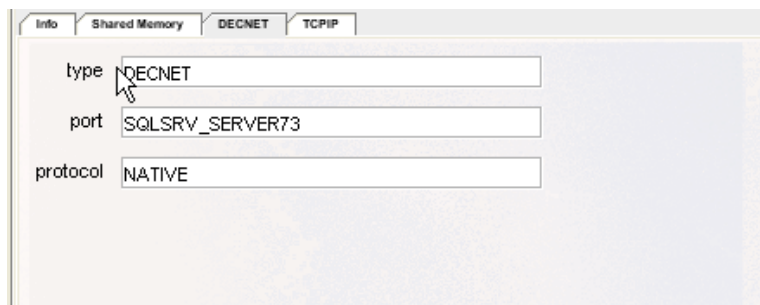 Info Shared Memory DECNET TCPIP
type DECNET
port SQLSRV_SERVER73
protocol NATIVE